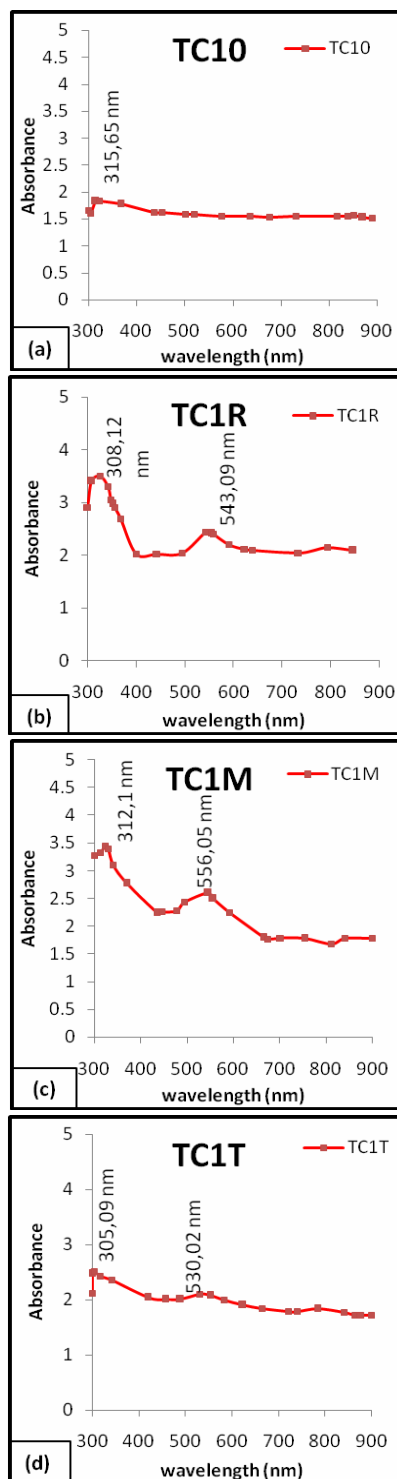 TC10
TC10
315,65 nm
Absorbance
5
4.5
4
3.5
3
2.5
2
1.5
1
0.5
0
300 400 500 600 700 800 900
wavelength (nm)
(a)
TC1R
TC1R
308,12
nm
543,09 nm
Absorbance
5
4
3
2
1
0
300 400 500 600 700 800 900
wavelength (nm)
(b)
TC1M
TC1M
312,1 nm
556,05 nm
Absorbance
5
4.5
4
3.5
3
2.5
2
1.5
1
0.5
0
300 400 500 600 700 800 900
wavelength (nm)
(c)
TC1T
TC1T
305,09 nm
530,02 nm
Absorbance
5
4
3
2
1
0
300 400 500 600 700 800 900
wavelength (nm)
(d)